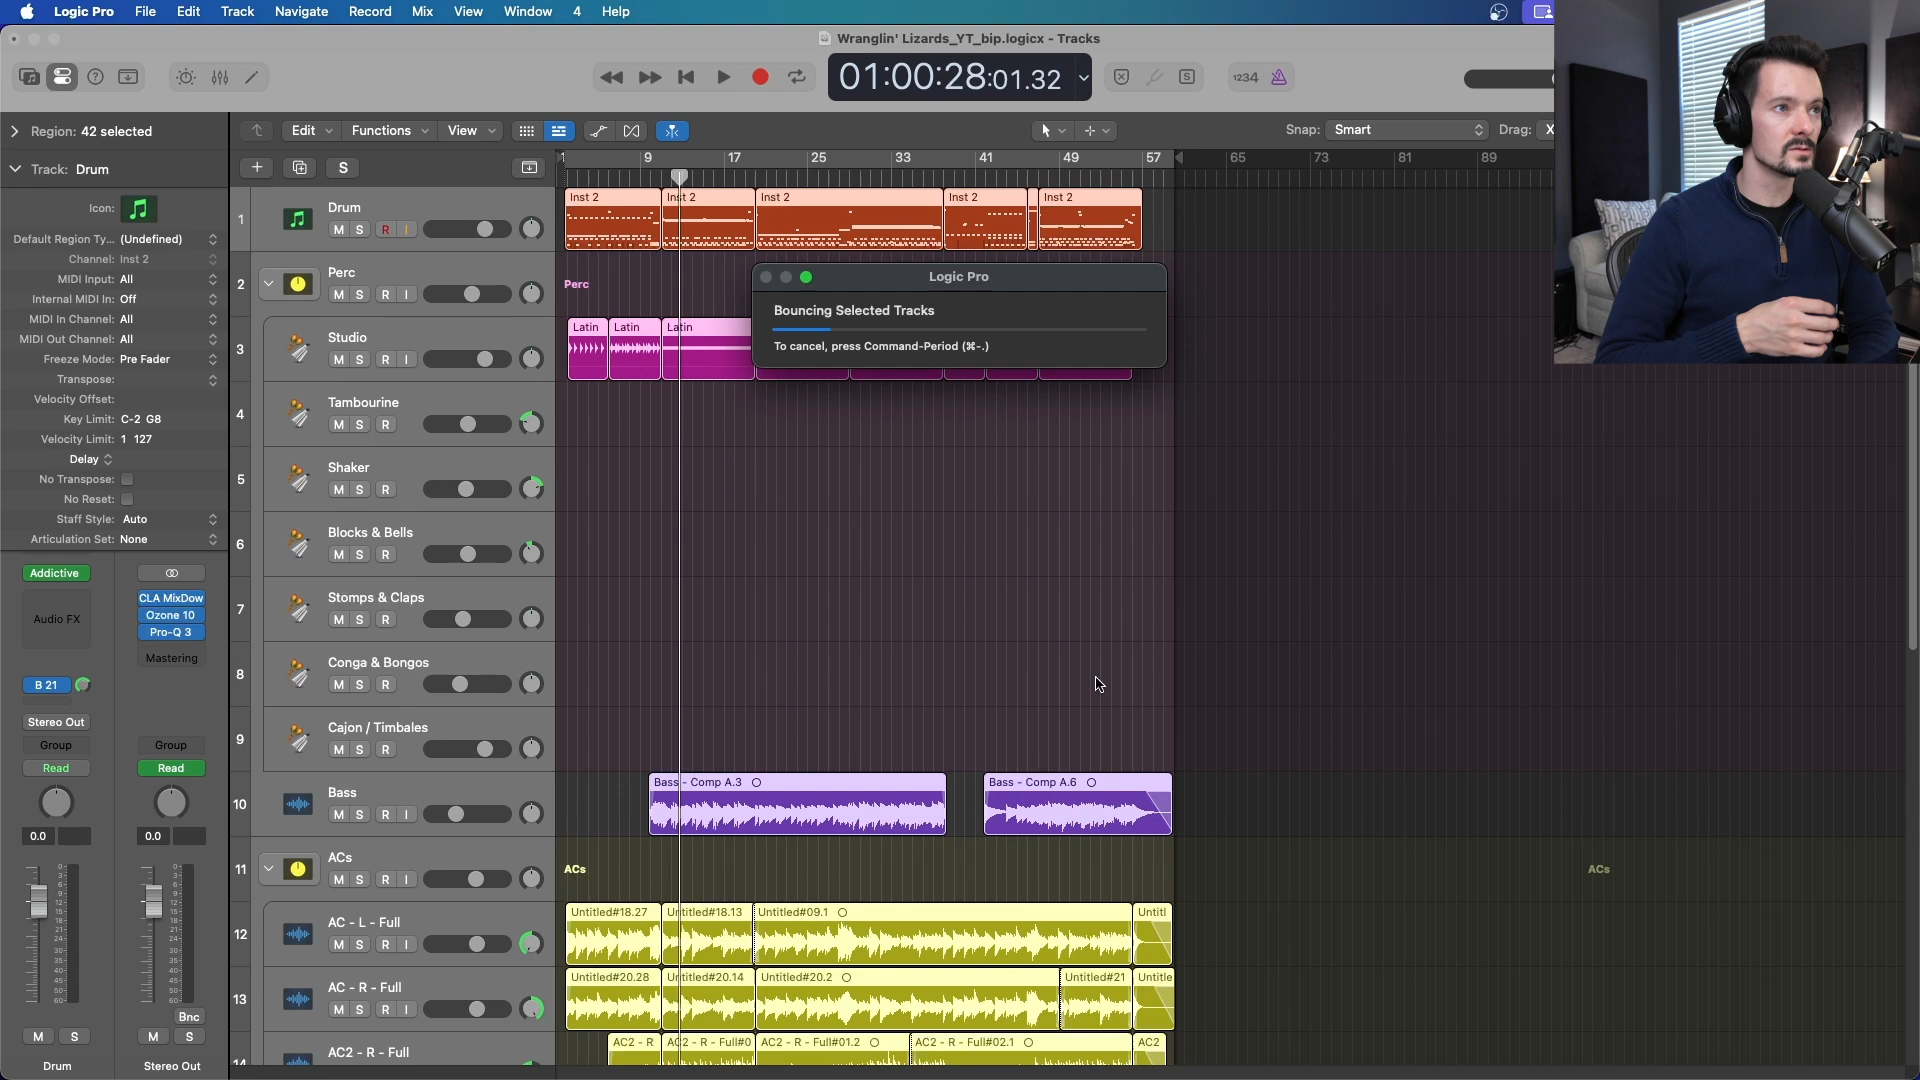 Logic Pro File Edit Track Navigate Record Mix View Window 4 Help
Wranglin' Lizards_YT_bip.logicx - Tracks
01:00:28:01.32
S
1234
Region: 42 selected
Edit Functions View
Snap: Smart
Drag: X
Track: Drum
S
1 9 17 25 33 41 49 57 65 73 81 89
Icon:
Default Region Ty... (Undefined)
Channel: Inst 2
MIDI Input: All
Internal MIDI In: Off
MIDI In Channel: All
MIDI Out Channel: All
Freeze Mode: Pre Fader
Transpose:
Velocity Offset:
Key Limit: C-2 G8
Velocity Limit: 1 127
Delay
No Transpose:
No Reset:
Staff Style: Auto
Articulation Set: None
Addictive
CLA MixDow
Ozone 10
Pro-Q 3
Audio FX
Mastering
B 21
Stereo Out
Group Group
Read Read
0.0 0.0
Bnc
M S M S
Drum Stereo Out
1 Drum
M S R I
Inst 2 Inst 2 Inst 2 Inst 2 Inst 2
2 Perc
M S R I
Perc
3 Studio
M S R I
Latin Latin Latin
Logic Pro
Bouncing Selected Tracks
To cancel, press Command-Period (⌘-.)
4 Tambourine
M S R
5 Shaker
M S R
6 Blocks & Bells
M S R
7 Stomps & Claps
M S R
8 Conga & Bongos
M S R
9 Cajon / Timbales
M S R
10 Bass
M S R I
Bass - Comp A.3 Bass - Comp A.6
11 ACs
M S R I
ACs ACs
12 AC - L - Full
M S R I
Untitled#18.27 Untitled#18.13 Untitled#09.1 Untitl
13 AC - R - Full
M S R I
Untitled#20.28 Untitled#20.14 Untitled#20.2 Untitled#21 Untitle
14 AC2 - R - Full
AC2 - R AC2 - R - Full#0 AC2 - R - Full#01.2 AC2 - R - Full#02.1 AC2